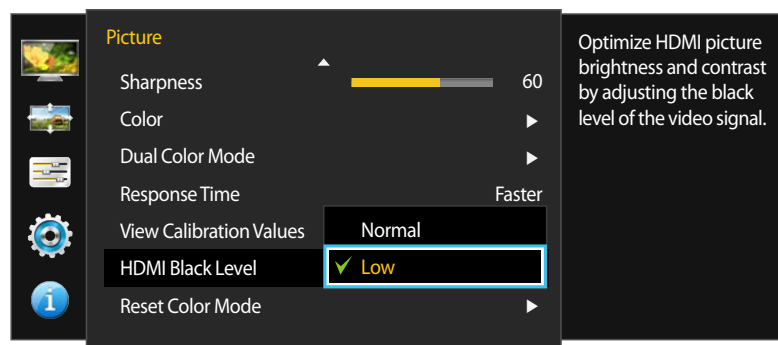 Picture
Sharpness 60
Color
Dual Color Mode
Response Time Faster
View Calibration Values Normal
HDMI Black Level Low
Reset Color Mode
Optimize HDMI picture
brightness and contrast
by adjusting the black
level of the video signal.